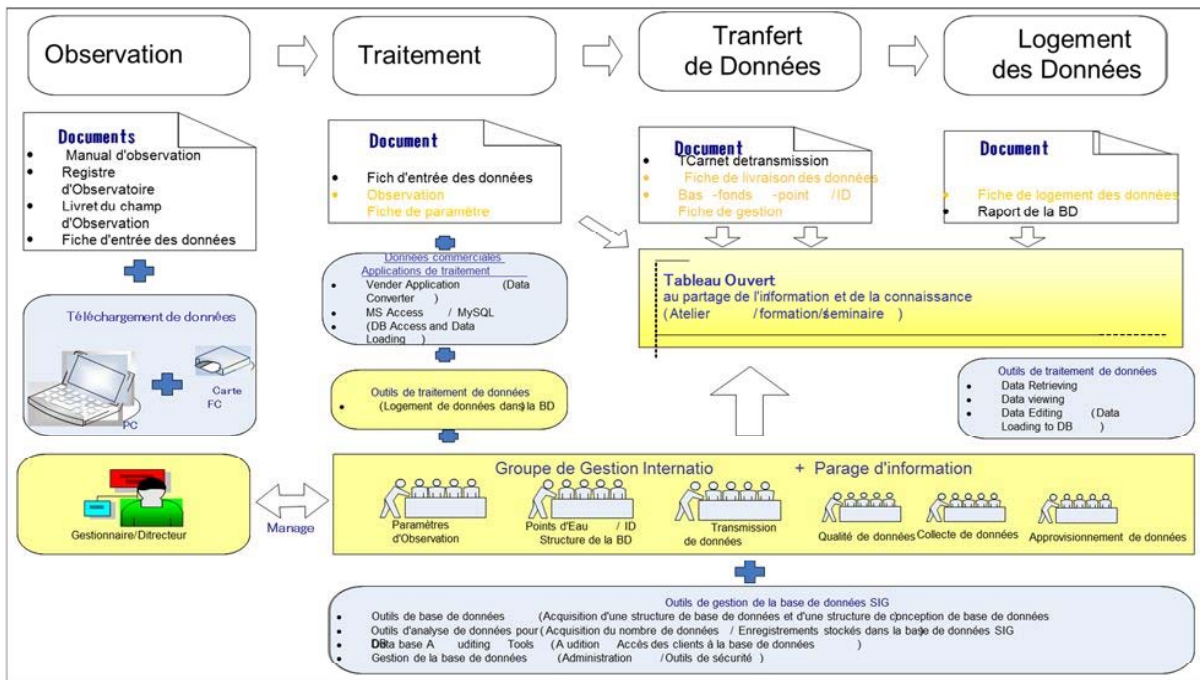 Observation
Traitement
Tranfert
de Données
Logement
des Données
Documents
Manual d'observation
Registre
d'Observatoire
Livret du champ
d'Observation
Fiche d'entrée des données
Document
Fich d'entrée des données
Observation
Fiche de paramètre
Document
TCarnet detransmission
Fiche de livraison des données
Bas -fonds -point / ID
Fiche de gestion
Document
Fiche de logement des données
Raport de la BD
Téléchargement de données
PC
Carte
FC
Données commerciales
Applications de traitement
Vender Application (Data
Converter )
MS Access / MySQL
(DB Access and Data
Loading )
Outils de traitement de données
(Logement de données dans la BD)
Tableau Ouvert
au partage de l'information et de la connaissance
(Atelier /formation/séminaire )
Outils de traitement de données
Data Retrieving
Data viewing
Data Editing (Data
Loading to DB )
Gestionnaire/Ditrecteur
Manage
Groupe de Gestion Internatio + Parage d'information
Paramètres
d'Observation
Points d'Eau / ID
Structure de la BD
Transmission
de données
Qualité de données
Collecte de données
Approvisionnement de données
Outils de gestion de la base de données SIG
Outils de base de données (Acquisition d'une structure de base de données et d'une structure de conception de base de données
Outils d'analyse de données pour (Acquisition du nombre de données / Enregistrements stockés dans la base de données SIG
DB
Data base A uditing Tools (A udition Accès des clients à la base de données )
Gestion de la base de données (Administration /Outils de sécurité )